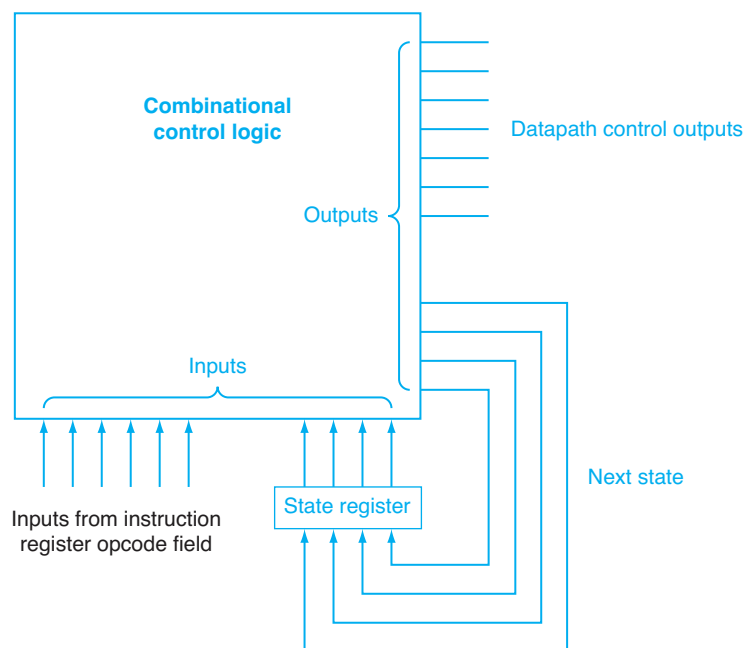 Combinational
control logic
Datapath control outputs
Outputs
Inputs
Next state
State register
Inputs from instruction
register opcode field